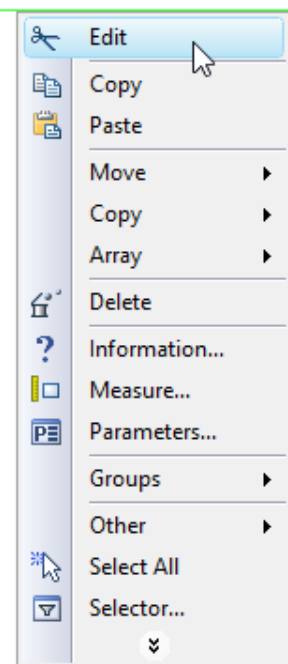 Edit
Copy
Paste
Move
Copy
Array
Delete
Information...
Measure...
Parameters...
Groups
Other
Select All
Selector...